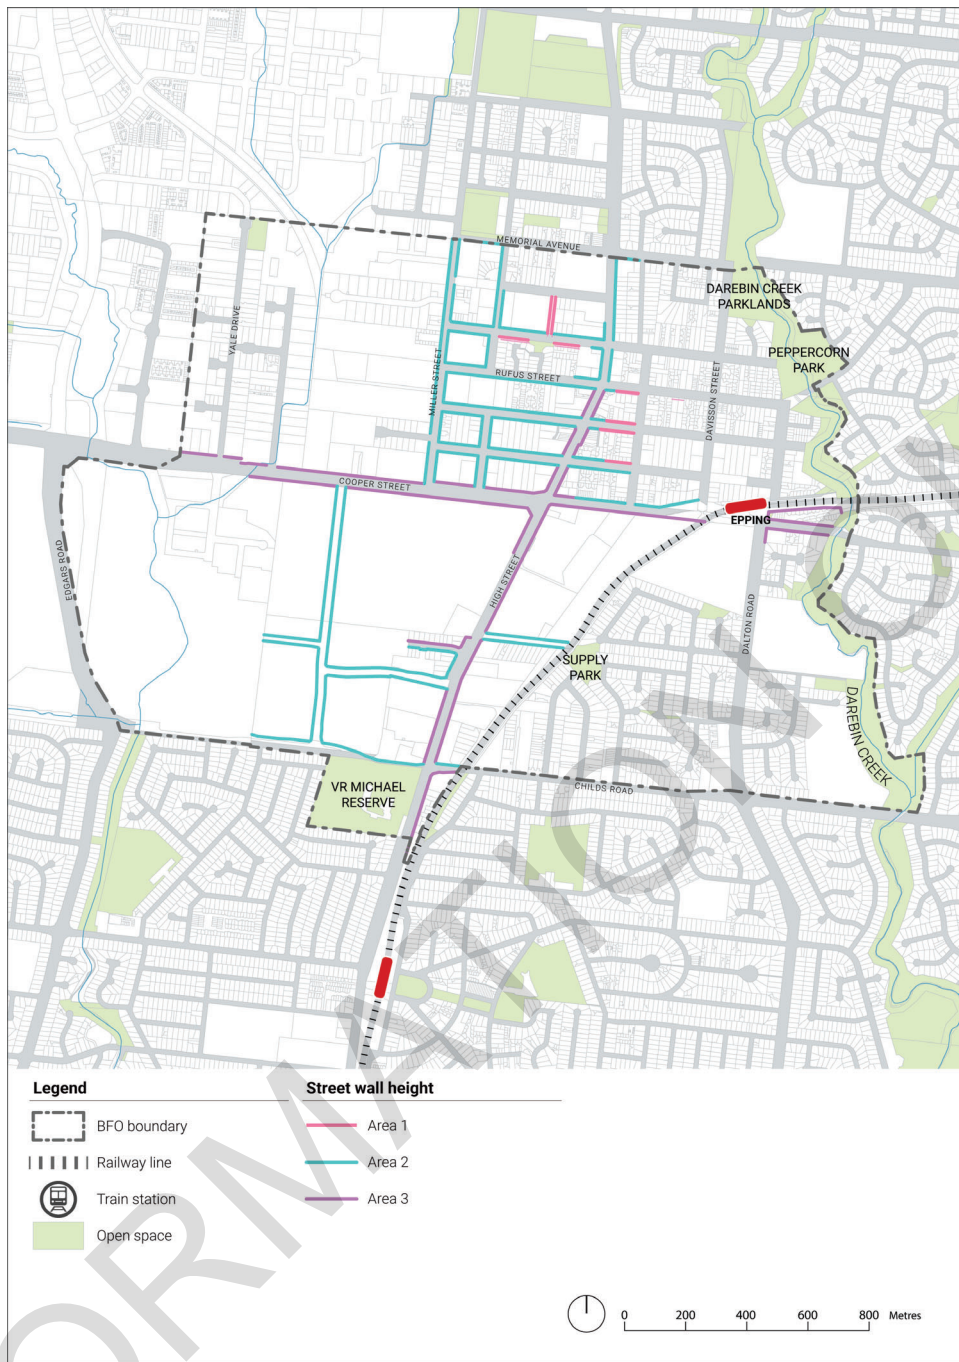 MEMORIAL AVENUE
DAREBIN CREEK
PARKLANDS
YALE DRIVE
PEPPERCORN
PARK
MILLER STREET
RUFUS STREET
DAVISSON STREET
COOPER STREET
EPPING
EDGARS ROAD
HIGH STREET
DALTON ROAD
SUPPLY
PARK
DAREBIN CREEK
VR MICHAEL
RESERVE
CHILDS ROAD
Legend
BFO boundary
Railway line
Train station
Open space
Street wall height
Area 1
Area 2
Area 3
0 200 400 600 800 Metres